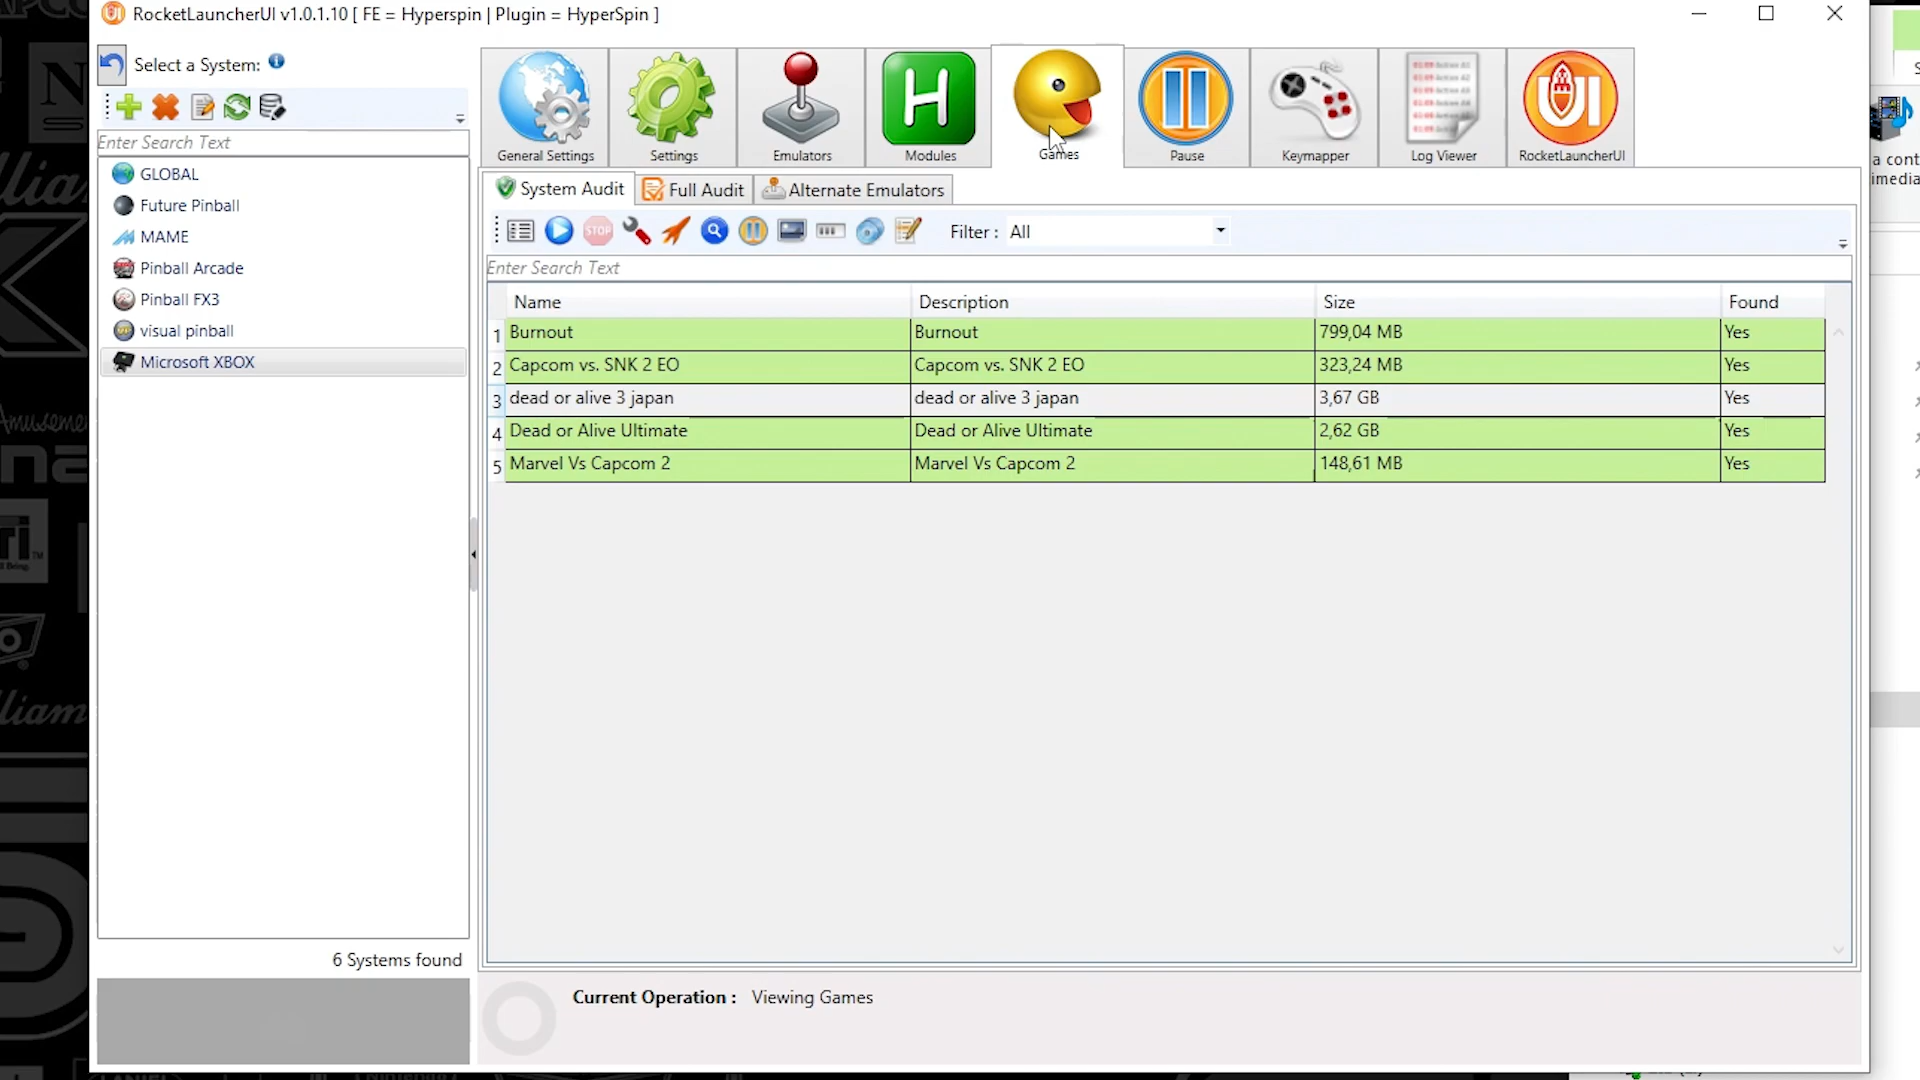 RocketLauncherUI v1.0.1.10 [ FE = Hyperspin | Plugin = HyperSpin ]
Select a System:
Enter Search Text
GLOBAL
Future Pinball
MAME
Pinball Arcade
Pinball FX3
visual pinball
Microsoft XBOX
6 Systems found
General Settings
Settings
Emulators
Modules
Games
Pause
Keymapper
Log Viewer
RocketLauncherUI
System Audit
Full Audit
Alternate Emulators
STOP
Filter : All
Enter Search Text
Name Description Size Found
1 Burnout Burnout 799,04 MB Yes
2 Capcom vs. SNK 2 EO Capcom vs. SNK 2 EO 323,24 MB Yes
3 dead or alive 3 japan dead or alive 3 japan 3,67 GB Yes
4 Dead or Alive Ultimate Dead or Alive Ultimate 2,62 GB Yes
5 Marvel Vs Capcom 2 Marvel Vs Capcom 2 148,61 MB Yes
Current Operation : Viewing Games
a cont
imedia